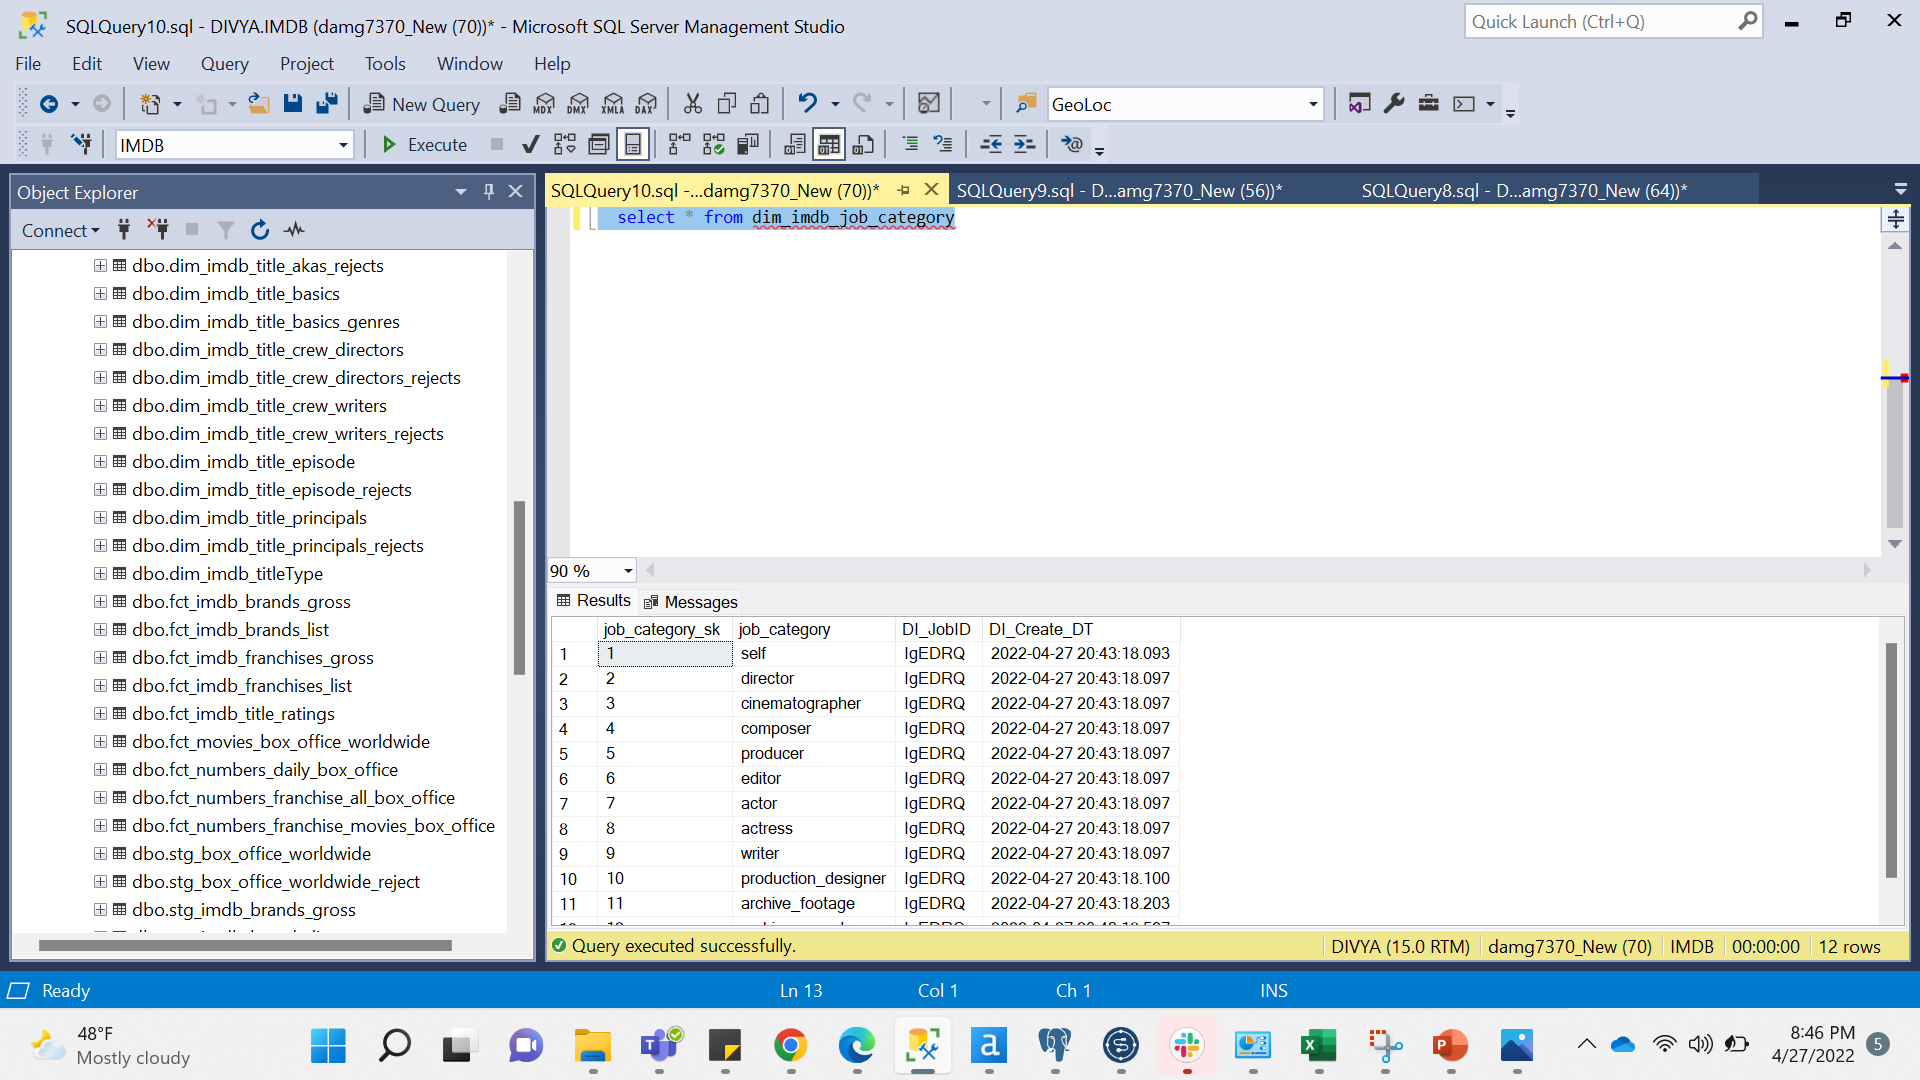 SQLQuery10.sql - DIVYA.IMDB (damg7370_New (70))* - Microsoft SQL Server Management Studio
Quick Launch (Ctrl+Q)
File Edit View Query Project Tools Window Help
New Query MDX DMX XMLA DAX GeoLoc
IMDB Execute
Object Explorer
SQLQuery10.sql -...damg7370_New (70))* SQLQuery9.sql - D...amg7370_New (56))* SQLQuery8.sql - D...amg7370_New (64))*
Connect
select * from dim_imdb_job_category
dbo.dim_imdb_title_akas_rejects
dbo.dim_imdb_title_basics
dbo.dim_imdb_title_basics_genres
dbo.dim_imdb_title_crew_directors
dbo.dim_imdb_title_crew_directors_rejects
dbo.dim_imdb_title_crew_writers
dbo.dim_imdb_title_crew_writers_rejects
dbo.dim_imdb_title_episode
dbo.dim_imdb_title_episode_rejects
dbo.dim_imdb_title_principals
dbo.dim_imdb_title_principals_rejects
dbo.dim_imdb_titleType
dbo.fct_imdb_brands_gross
dbo.fct_imdb_brands_list
dbo.fct_imdb_franchises_gross
dbo.fct_imdb_franchises_list
dbo.fct_imdb_title_ratings
dbo.fct_movies_box_office_worldwide
dbo.fct_numbers_daily_box_office
dbo.fct_numbers_franchise_all_box_office
dbo.fct_numbers_franchise_movies_box_office
dbo.stg_box_office_worldwide
dbo.stg_box_office_worldwide_reject
dbo.stg_imdb_brands_gross
90 %
Results Messages
job_category_sk job_category DI_JobID DI_Create_DT
1 1 self IgEDRQ 2022-04-27 20:43:18.093
2 2 director IgEDRQ 2022-04-27 20:43:18.097
3 3 cinematographer IgEDRQ 2022-04-27 20:43:18.097
4 4 composer IgEDRQ 2022-04-27 20:43:18.097
5 5 producer IgEDRQ 2022-04-27 20:43:18.097
6 6 editor IgEDRQ 2022-04-27 20:43:18.097
7 7 actor IgEDRQ 2022-04-27 20:43:18.097
8 8 actress IgEDRQ 2022-04-27 20:43:18.097
9 9 writer IgEDRQ 2022-04-27 20:43:18.097
10 10 production_designer IgEDRQ 2022-04-27 20:43:18.100
11 11 archive_footage IgEDRQ 2022-04-27 20:43:18.203
Query executed successfully. DIVYA (15.0 RTM) damg7370_New (70) IMDB 00:00:00 12 rows
Ready Ln 13 Col 1 Ch 1 INS
48°F
Mostly cloudy
8:46 PM
4/27/2022
5